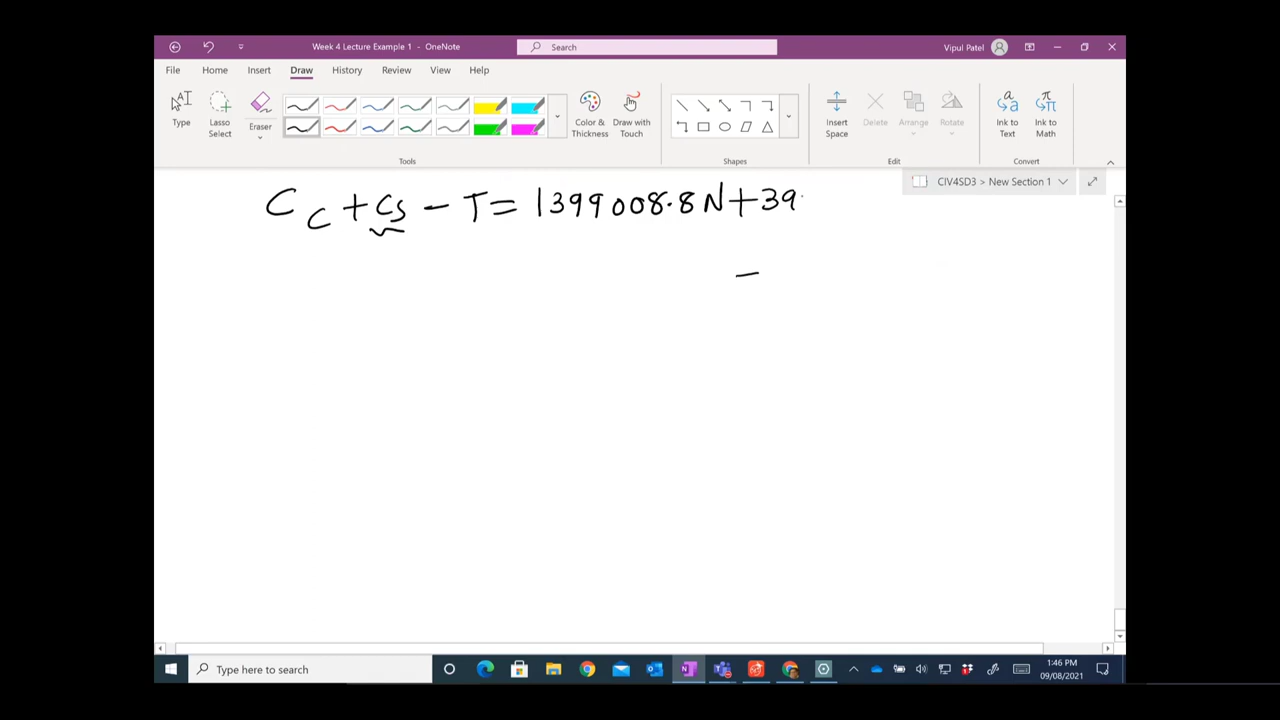 Week 4 Lecture Example 1 - OneNote
Search
Vipul Patel
File Home Insert Draw History Review View Help
Type
Lasso Select
Eraser
Color & Thickness
Draw with Touch
Insert Space
Delete
Arrange
Rotate
Ink to Text
Ink to Math
Tools
Shapes
Edit
Convert
CIV4SD3 > New Section 1
C_C + Cs - T = 1399008.8N + 39
-
Type here to search
1:46 PM
09/08/2021